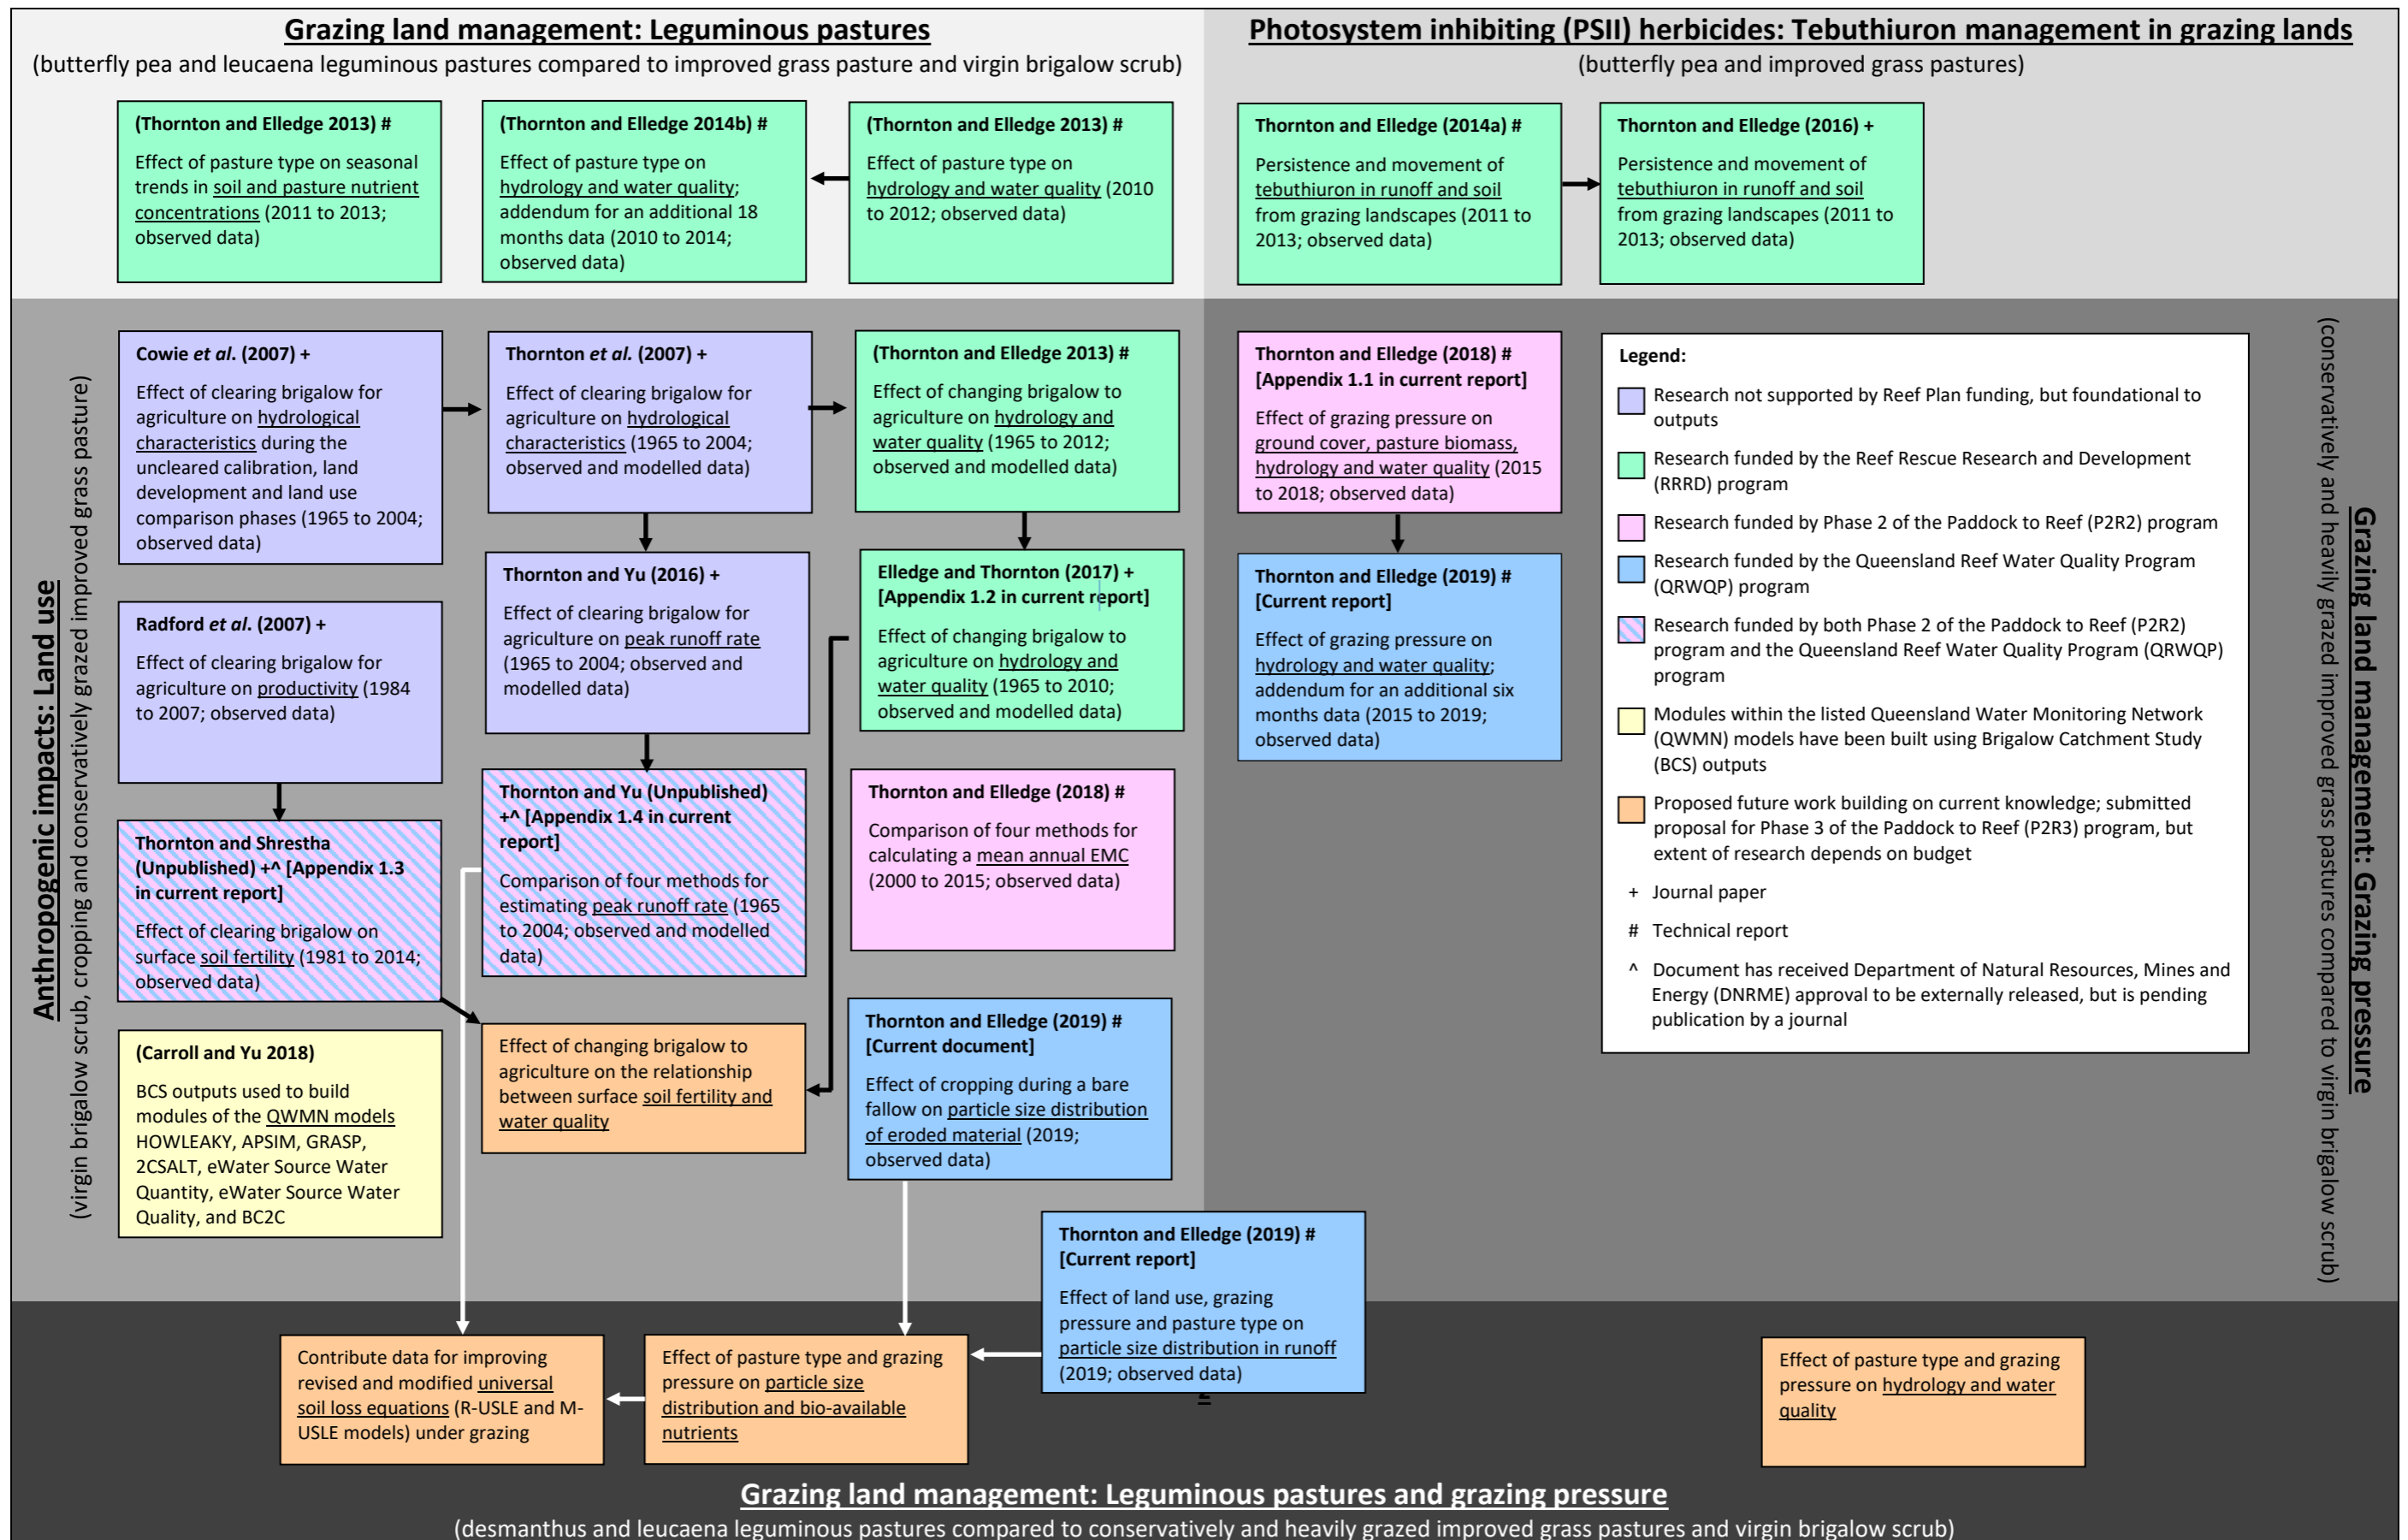 Grazing land management: Leguminous pastures
(butterfly pea and leucaena leguminous pastures compared to improved grass pasture and virgin brigalow scrub)
(Thornton and Elledge 2013) #
Effect of pasture type on seasonal
trends in soil and pasture nutrient
concentrations (2011 to 2013;
observed data)
(Thornton and Elledge 2014b) #
Effect of pasture type on
hydrology and water quality;
addendum for an additional 18
months data (2010 to 2014;
observed data)
(Thornton and Elledge 2013) #
Effect of pasture type on
hydrology and water quality (2010
to 2012; observed data)
Photosystem inhibiting (PSII) herbicides: Tebuthiuron management in grazing lands
(butterfly pea and improved grass pastures)
Thornton and Elledge (2014a) #
Persistence and movement of
tebuthiuron in runoff and soil
from grazing landscapes (2011 to
2013; observed data)
Thornton and Elledge (2016) +
Persistence and movement of
tebuthiuron in runoff and soil
from grazing landscapes (2011 to
2013; observed data)
Anthropogenic impacts: Land use
(virgin brigalow scrub, cropping and conservatively grazed improved grass pasture)
Cowie et al. (2007) +
Effect of clearing brigalow for
agriculture on hydrological
characteristics during the
uncleared calibration, land
development and land use
comparison phases (1965 to 2004;
observed data)
Thornton et al. (2007) +
Effect of clearing brigalow for
agriculture on hydrological
characteristics (1965 to 2004;
observed and modelled data)
(Thornton and Elledge 2013) #
Effect of changing brigalow to
agriculture on hydrology and
water quality (1965 to 2012;
observed and modelled data)
Radford et al. (2007) +
Effect of clearing brigalow for
agriculture on productivity (1984
to 2007; observed data)
Thornton and Yu (2016) +
Effect of clearing brigalow for
agriculture on peak runoff rate
(1965 to 2004; observed and
modelled data)
Elledge and Thornton (2017) +
[Appendix 1.2 in current report]
Effect of changing brigalow to
agriculture on hydrology and
water quality (1965 to 2010;
observed and modelled data)
Thornton and Shrestha
(Unpublished) +^ [Appendix 1.3
in current report]
Effect of clearing brigalow on
surface soil fertility (1981 to 2014;
observed data)
Thornton and Yu (Unpublished)
+^ [Appendix 1.4 in current
report]
Comparison of four methods for
estimating peak runoff rate (1965
to 2004; observed and modelled
data)
Thornton and Elledge (2018) #
Comparison of four methods for
calculating a mean annual EMC
(2000 to 2015; observed data)
(Carroll and Yu 2018)
BCS outputs used to build
modules of the QWMN models
HOWLEAKY, APSIM, GRASP,
2CSALT, eWater Source Water
Quantity, eWater Source Water
Quality, and BC2C
Effect of changing brigalow to
agriculture on the relationship
between surface soil fertility and
water quality
Thornton and Elledge (2019) #
[Current document]
Effect of cropping during a bare
fallow on particle size distribution
of eroded material (2019;
observed data)
Thornton and Elledge (2018) #
[Appendix 1.1 in current report]
Effect of grazing pressure on
ground cover, pasture biomass,
hydrology and water quality (2015
to 2018; observed data)
Thornton and Elledge (2019) #
[Current report]
Effect of grazing pressure on
hydrology and water quality;
addendum for an additional six
months data (2015 to 2019;
observed data)
Legend:
Research not supported by Reef Plan funding, but foundational to
outputs
Research funded by the Reef Rescue Research and Development
(RRRD) program
Research funded by Phase 2 of the Paddock to Reef (P2R2) program
Research funded by the Queensland Reef Water Quality Program
(QRWQP) program
Research funded by both Phase 2 of the Paddock to Reef (P2R2)
program and the Queensland Reef Water Quality Program (QRWQP)
program
Modules within the listed Queensland Water Monitoring Network
(QWMN) models have been built using Brigalow Catchment Study
(BCS) outputs
Proposed future work building on current knowledge; submitted
proposal for Phase 3 of the Paddock to Reef (P2R3) program, but
extent of research depends on budget
+ Journal paper
# Technical report
^ Document has received Department of Natural Resources, Mines and
Energy (DNRME) approval to be externally released, but is pending
publication by a journal
(conservatively and heavily grazed improved grass pastures compared to virgin brigalow scrub)
Grazing land management: Grazing pressure
Thornton and Elledge (2019) #
[Current report]
Effect of land use, grazing
pressure and pasture type on
particle size distribution in runoff
(2019; observed data)
Contribute data for improving
revised and modified universal
soil loss equations (R-USLE and M-
USLE models) under grazing
Effect of pasture type and grazing
pressure on particle size
distribution and bio-available
nutrients
Effect of pasture type and grazing
pressure on hydrology and water
quality
Grazing land management: Leguminous pastures and grazing pressure
(desmanthus and leucaena leguminous pastures compared to conservatively and heavily grazed improved grass pastures and virgin brigalow scrub)